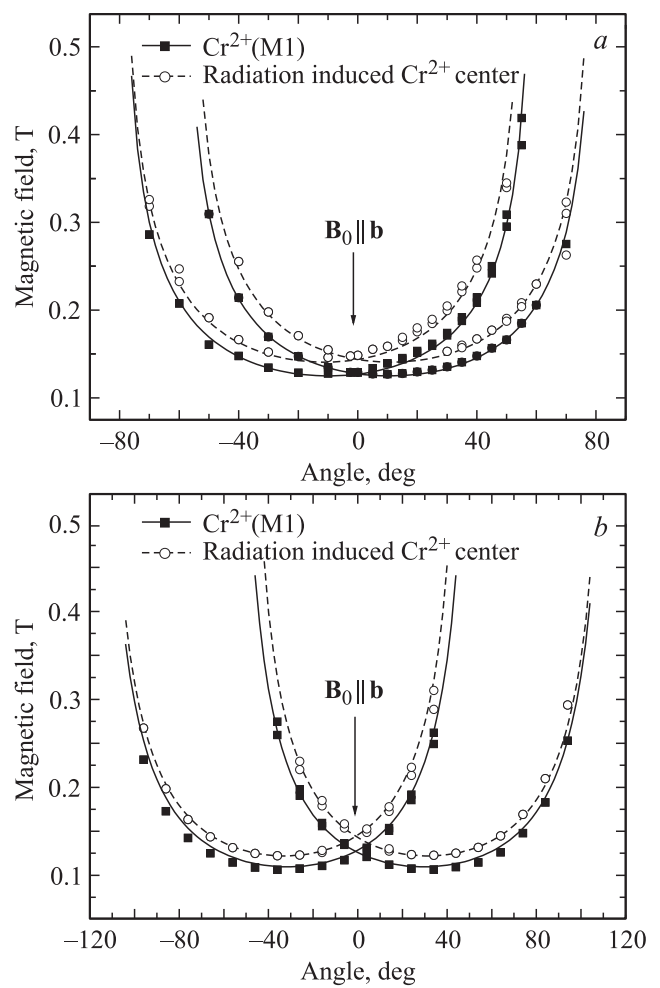 a
Cr²⁺(M1)
Radiation induced Cr²⁺ center
B₀ || b
Magnetic field, T
0.5
0.4
0.3
0.2
0.1
–80
–40
0
40
80
Angle, deg
b
Cr²⁺(M1)
Radiation induced Cr²⁺ center
B₀ || b
Magnetic field, T
0.5
0.4
0.3
0.2
0.1
–120
–80
–40
0
40
80
120
Angle, deg